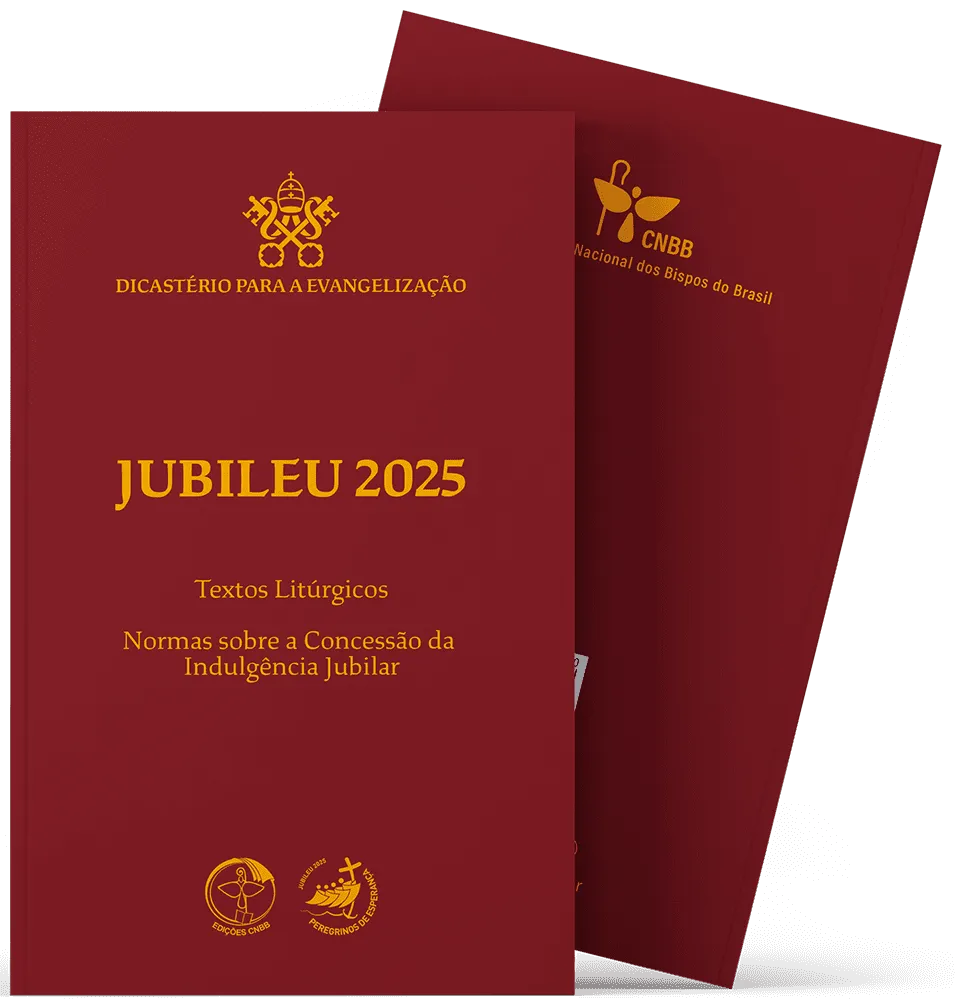 DICASTÉRIO PARA A EVANGELIZAÇÃO
JUBILEU 2025
Textos Litúrgicos
Normas sobre a Concessão da
Indulgência Jubilar
EDIÇÕES CNBB
JUBILEU 2025
PEREGRINOS DE ESPERANÇA
CNBB
Nacional dos Bispos do Brasil